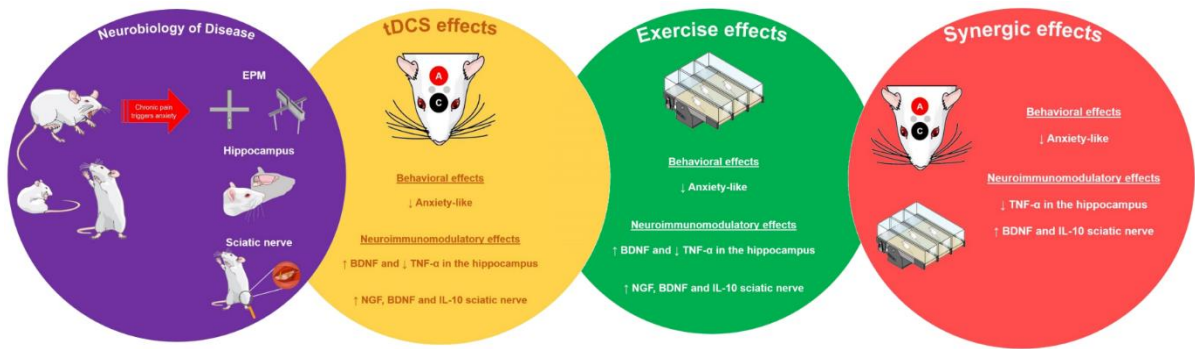 Neurobiology of Disease
EPM
Chronic pain
triggers anxiety
Hippocampus
Sciatic nerve
tDCS effects
A
C
Behavioral effects
↓ Anxiety-like
Neuroimmunomodulatory effects
↑ BDNF and ↓ TNF-α in the hippocampus
↑ NGF, BDNF and IL-10 sciatic nerve
Exercise effects
Behavioral effects
↓ Anxiety-like
Neuroimmunomodulatory effects
↑ BDNF and ↓ TNF-α in the hippocampus
↑ NGF, BDNF and IL-10 sciatic nerve
Synergic effects
A
C
Behavioral effects
↓ Anxiety-like
Neuroimmunomodulatory effects
↓ TNF-α in the hippocampus
↑ BDNF and IL-10 sciatic nerve